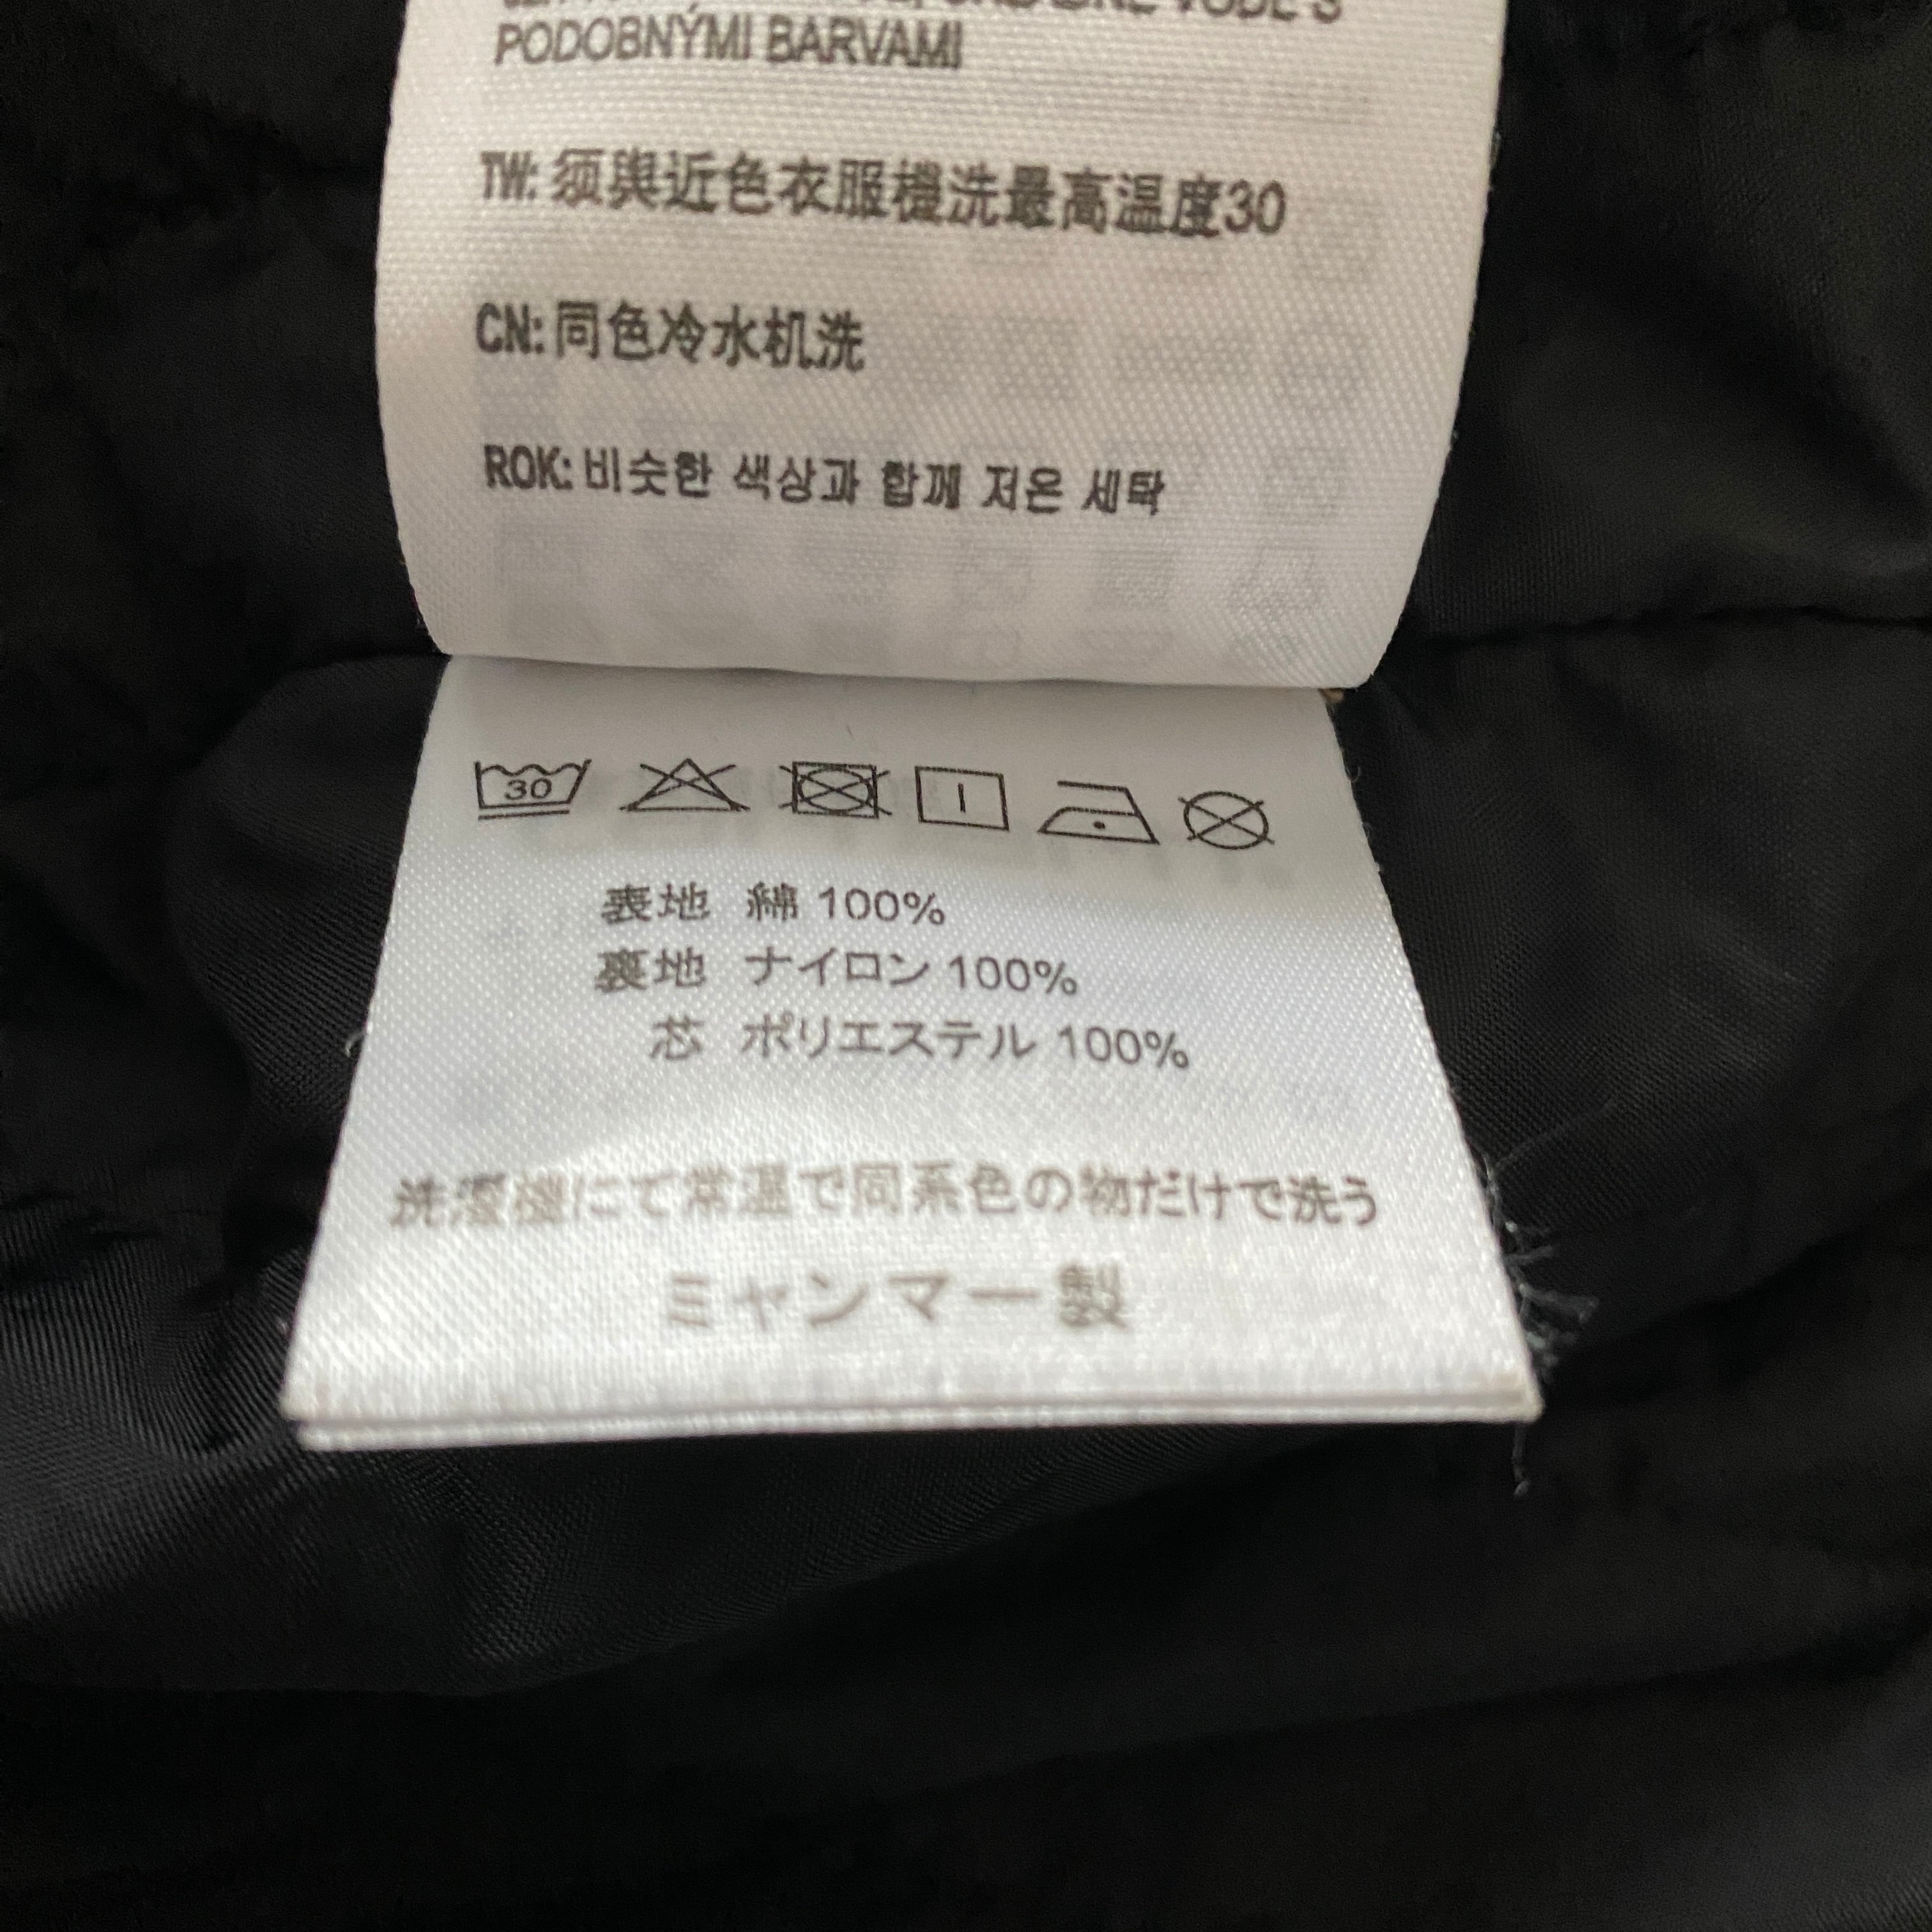 PODOBNÝMI BARVAMI
TW: 须與近色衣服機洗最高温度30
CN: 同色冷水机洗
ROK: 비슷한 색상과 함께 저온 세탁
30
表地 綿 100%
裏地 ナイロン 100%
芯 ポリエステル 100%
洗濯機にて常温で同系色の物だけで洗う
ミャンマー製